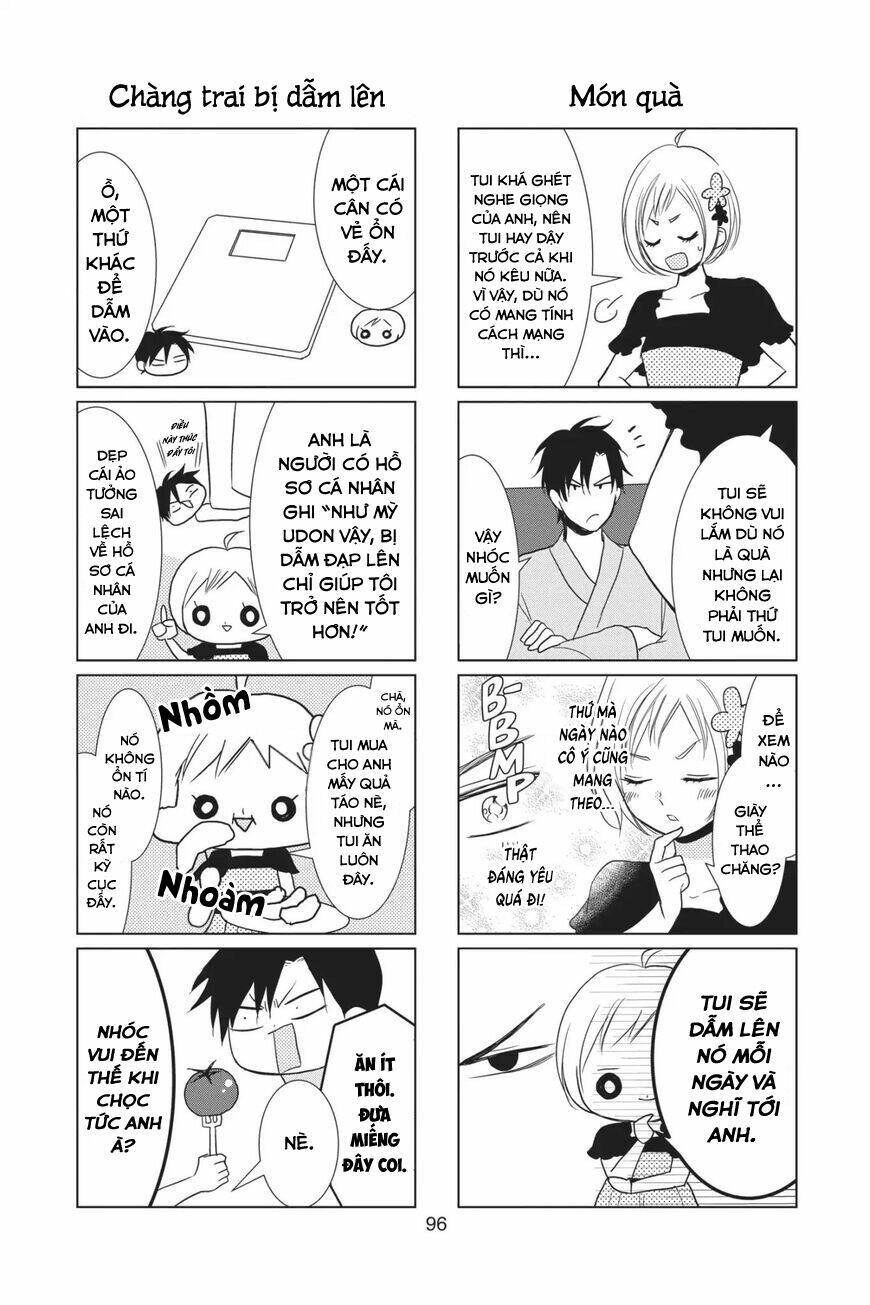 Món quà
TUI KHÁ GHÉT
NGHE GIỌNG
CỦA ANH, NÊN
TUI HAY DẬY
TRƯỚC CẢ KHI
NÓ KÊU NỮA.
VÌ VẬY, DÙ NÓ
CÓ MANG TÍNH
CÁCH MẠNG
THÌ...
TUI SẼ
KHÔNG VUI
LẮM DÙ NÓ
LÀ QUÀ
NHƯNG LẠI
KHÔNG
PHẢI THỨ
TUI MUỐN.
VẬY
NHÓC
MUỐN
GÌ?
ĐỂ
XEM
NÀO
...
GIÀY
THỂ
THAO
CHĂNG?
THỨ MÀ
NGÀY NÀO
CÔ Ý CŨNG
MANG
THEO...
B-
BBMP
THẬT
ĐÁNG YÊU
QUÁ ĐI!
TUI SẼ
DẪM LÊN
NÓ MỖI
NGÀY VÀ
NGHĨ TỚI
ANH.
Chàng trai bị dẫm lên
MỘT CÁI
CÂN CÓ
VẺ ỔN
ĐẤY.
Ồ,
MỘT
THỨ
KHÁC
ĐỂ
DẪM
VÀO.
ANH LÀ
NGƯỜI CÓ HỒ
SƠ CÁ NHÂN
GHI “NHƯ MỲ
UDON VẬY, BỊ
DẪM ĐẠP LÊN
CHỈ GIÚP TÔI
TRỞ NÊN TỐT
HƠN!”
ĐIỀU
NÀY THÚC
ĐẨY TÔI
DẸP
CÁI ẢO
TƯỞNG
SAI
LỆCH
VỀ HỒ
SƠ CÁ
NHÂN
CỦA
ANH ĐI.
CHÀ,
NÓ ỔN
MÀ.
TUI MUA
CHO ANH
MẤY QUẢ
TÁO NÈ,
NHƯNG
TUI ĂN
LUÔN
ĐÂY.
Nhồm
Nhoàm
NÓ
KHÔNG
ỔN TÍ
NÀO.
NÓ
CÒN
RẤT
KỲ
CỤC
ĐẤY.
ĂN ÍT
THÔI.
ĐƯA
MIẾNG
ĐÂY COI.
NÈ.
NHÓC
VUI ĐẾN
THẾ KHI
CHỌC
TỨC ANH
À?
96